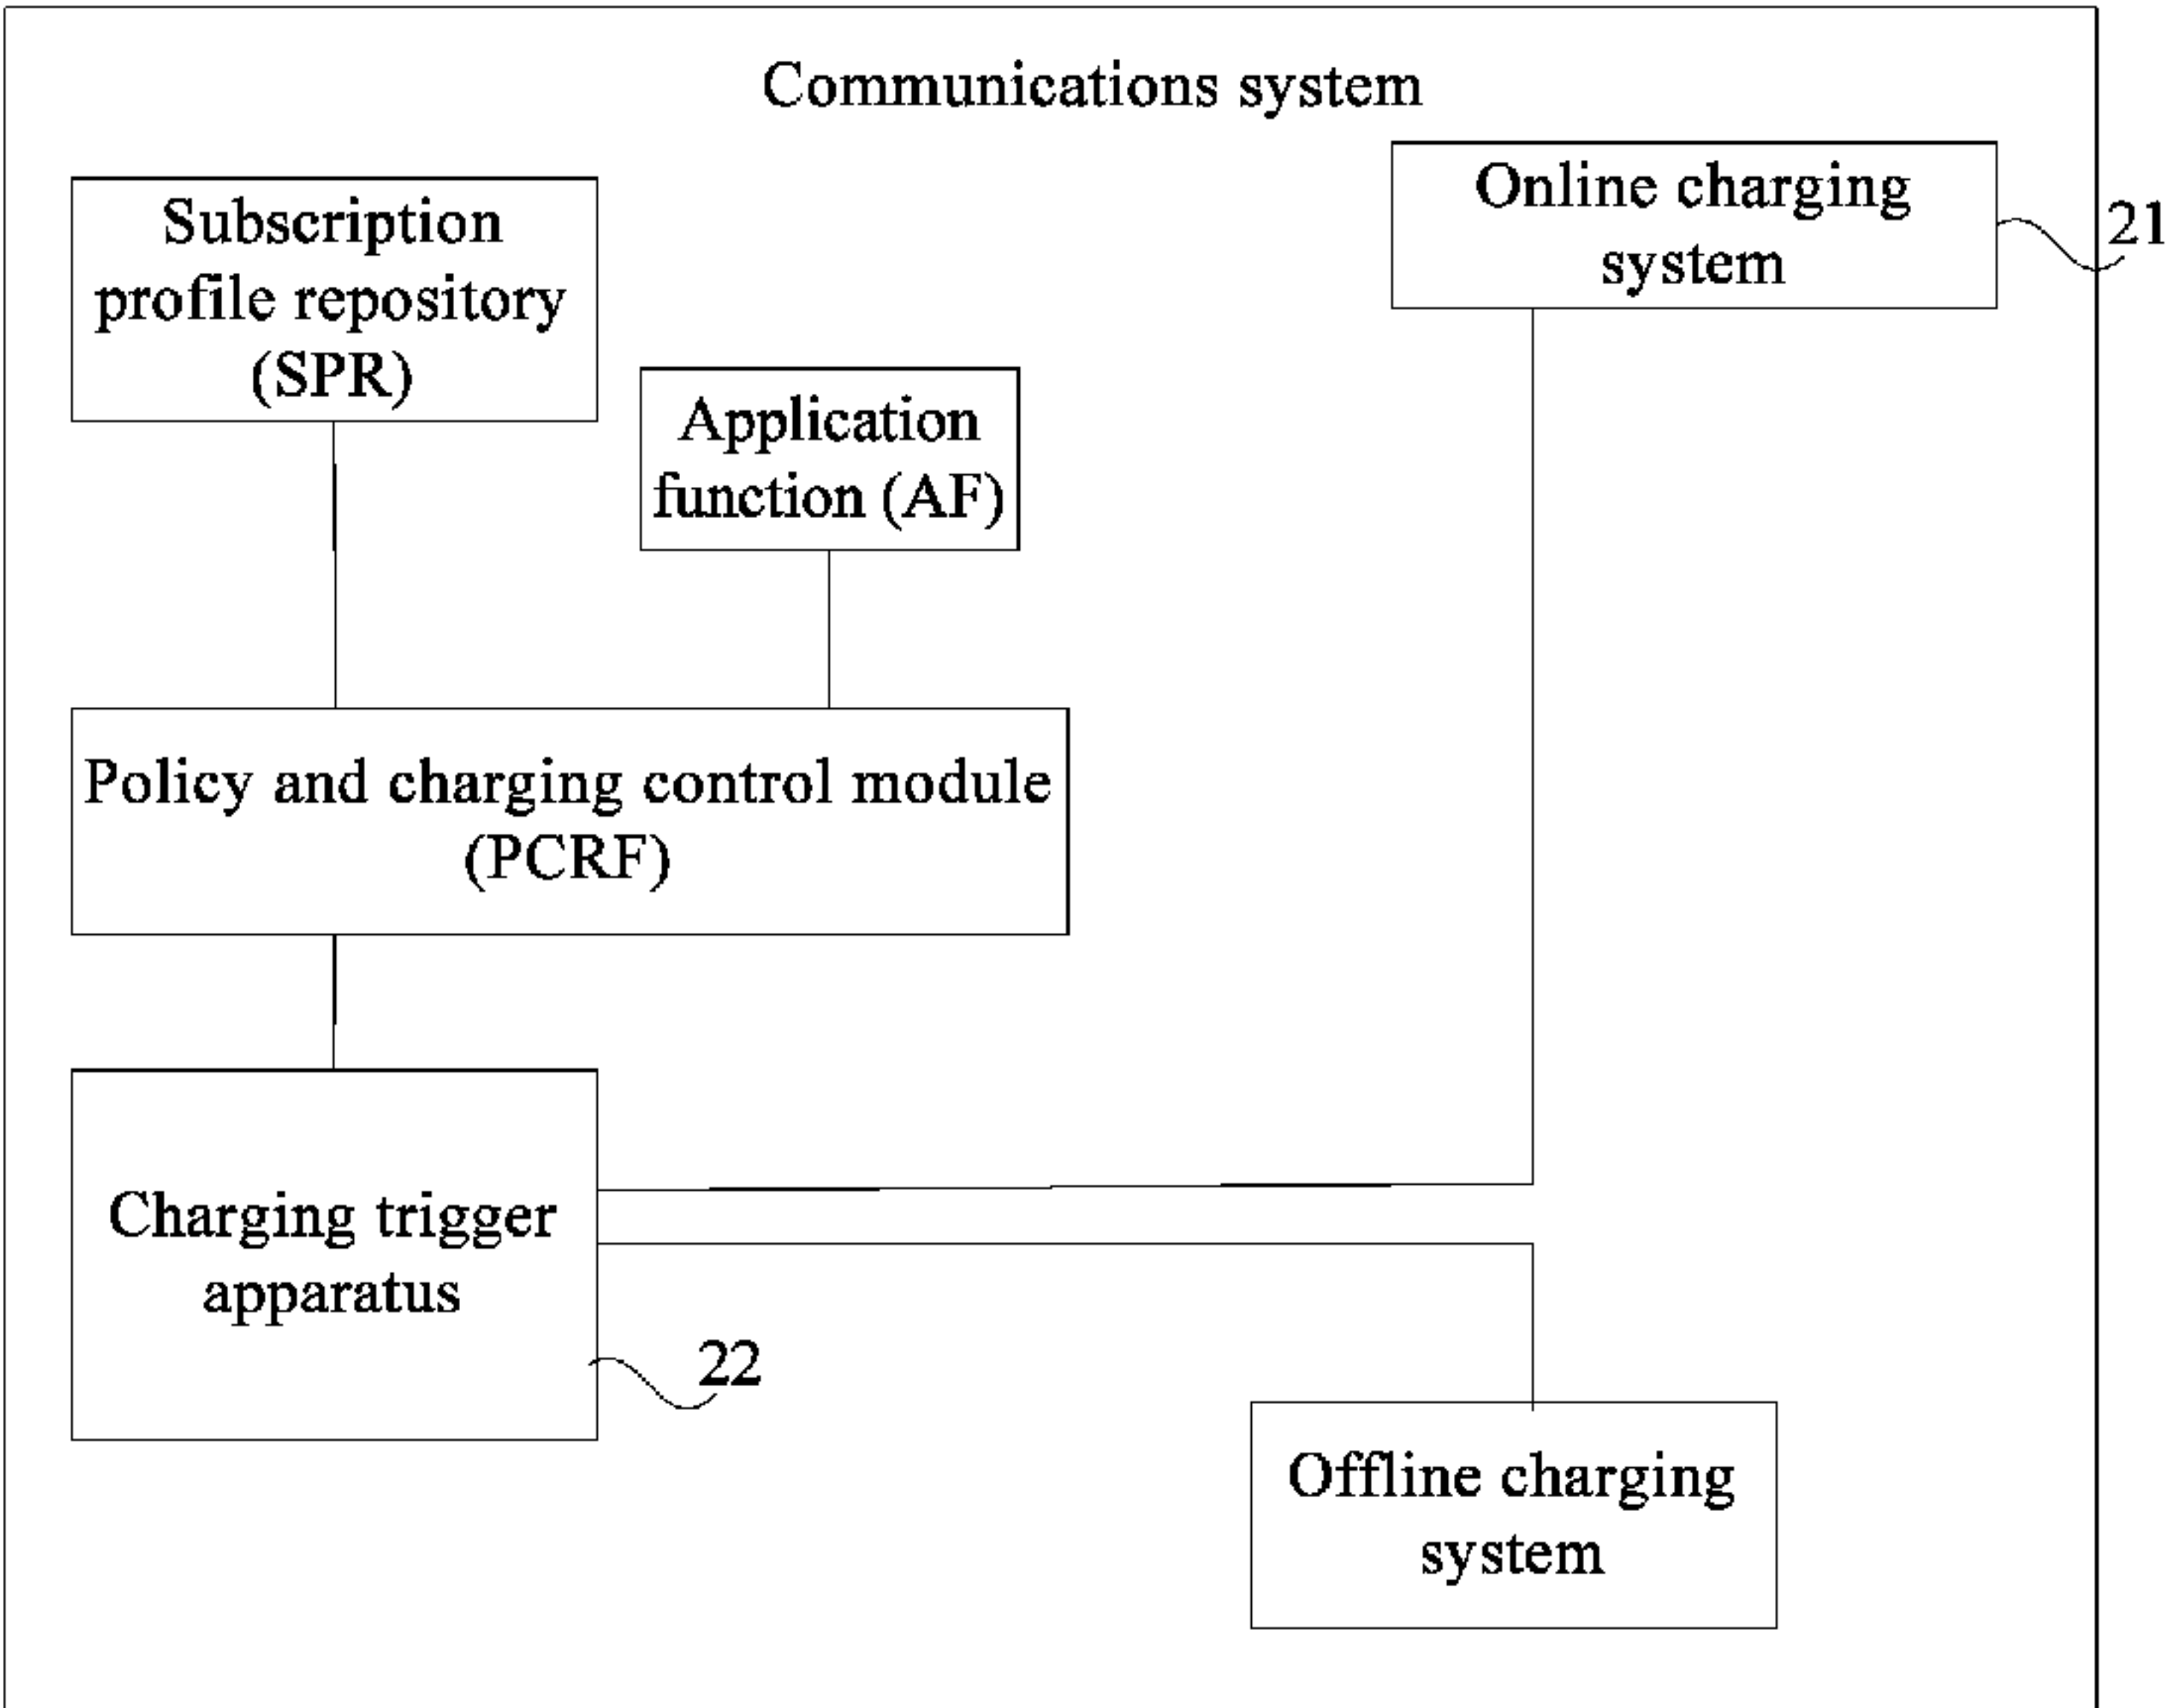 Communications system
Subscription
profile repository
(SPR)
Online charging
system
21
Application
function (AF)
Policy and charging control module
(PCRF)
Charging trigger
apparatus
22
Offline charging
system